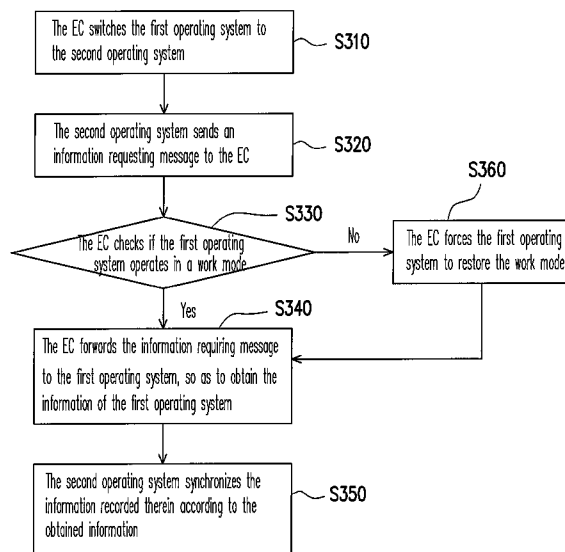 The EC switches the first operating system to
the second operating system
S310
The second operating system sends an
information requesting message to the EC
S320
S330
The EC checks if the first operating
system operates in a work mode
No
S360
The EC forces the first operating
system to restore the work mode
Yes
S340
The EC forwards the information requiring message
to the first operating system, so as to obtain the
information of the first operating system
The second operating system synchronizes the
information recorded therein according to the
obtained information
S350